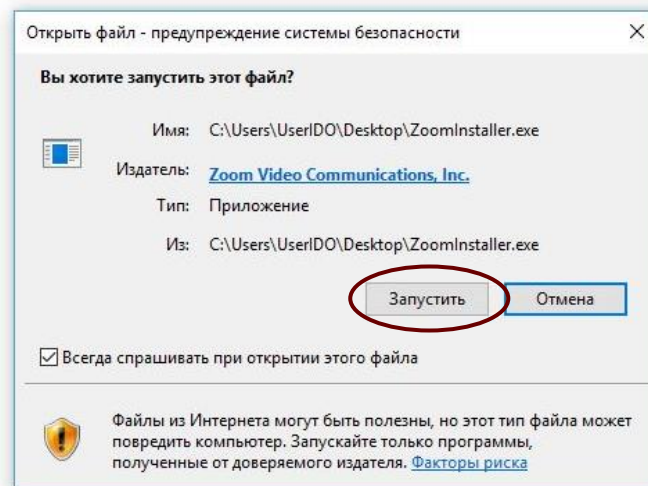 Открыть файл - предупреждение системы безопасности
Вы хотите запустить этот файл?
Имя: C:\Users\UserIDO\Desktop\ZoomInstaller.exe
Издатель: Zoom Video Communications, Inc.
Тип: Приложение
Из: C:\Users\UserIDO\Desktop\ZoomInstaller.exe
Запустить Отмена
Всегда спрашивать при открытии этого файла
Файлы из Интернета могут быть полезны, но этот тип файла может
повредить компьютер. Запускайте только программы,
полученные от доверяемого издателя. Факторы риска